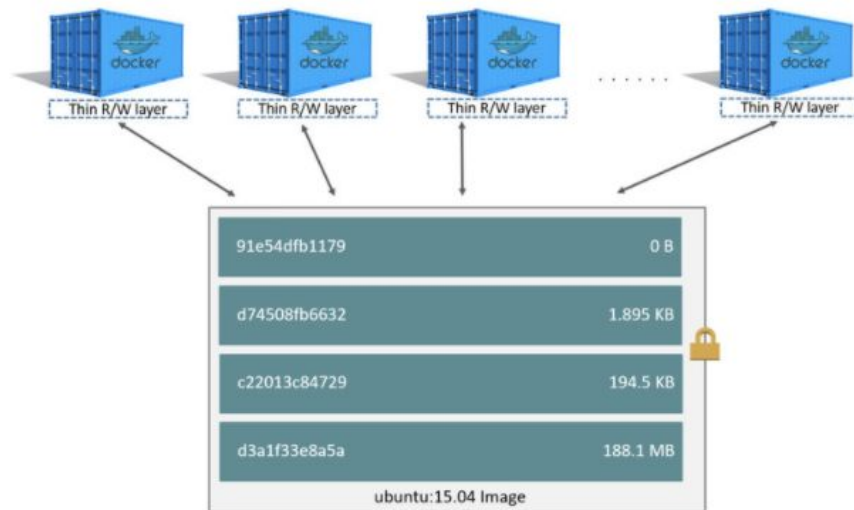 docker docker docker docker
Thin R/W layer Thin R/W layer Thin R/W layer . . . . . . Thin R/W layer
91e54dfb1179 0 B
d74508fb6632 1.895 KB
c22013c84729 194.5 KB
d3a1f33e8a5a 188.1 MB
ubuntu:15.04 Image